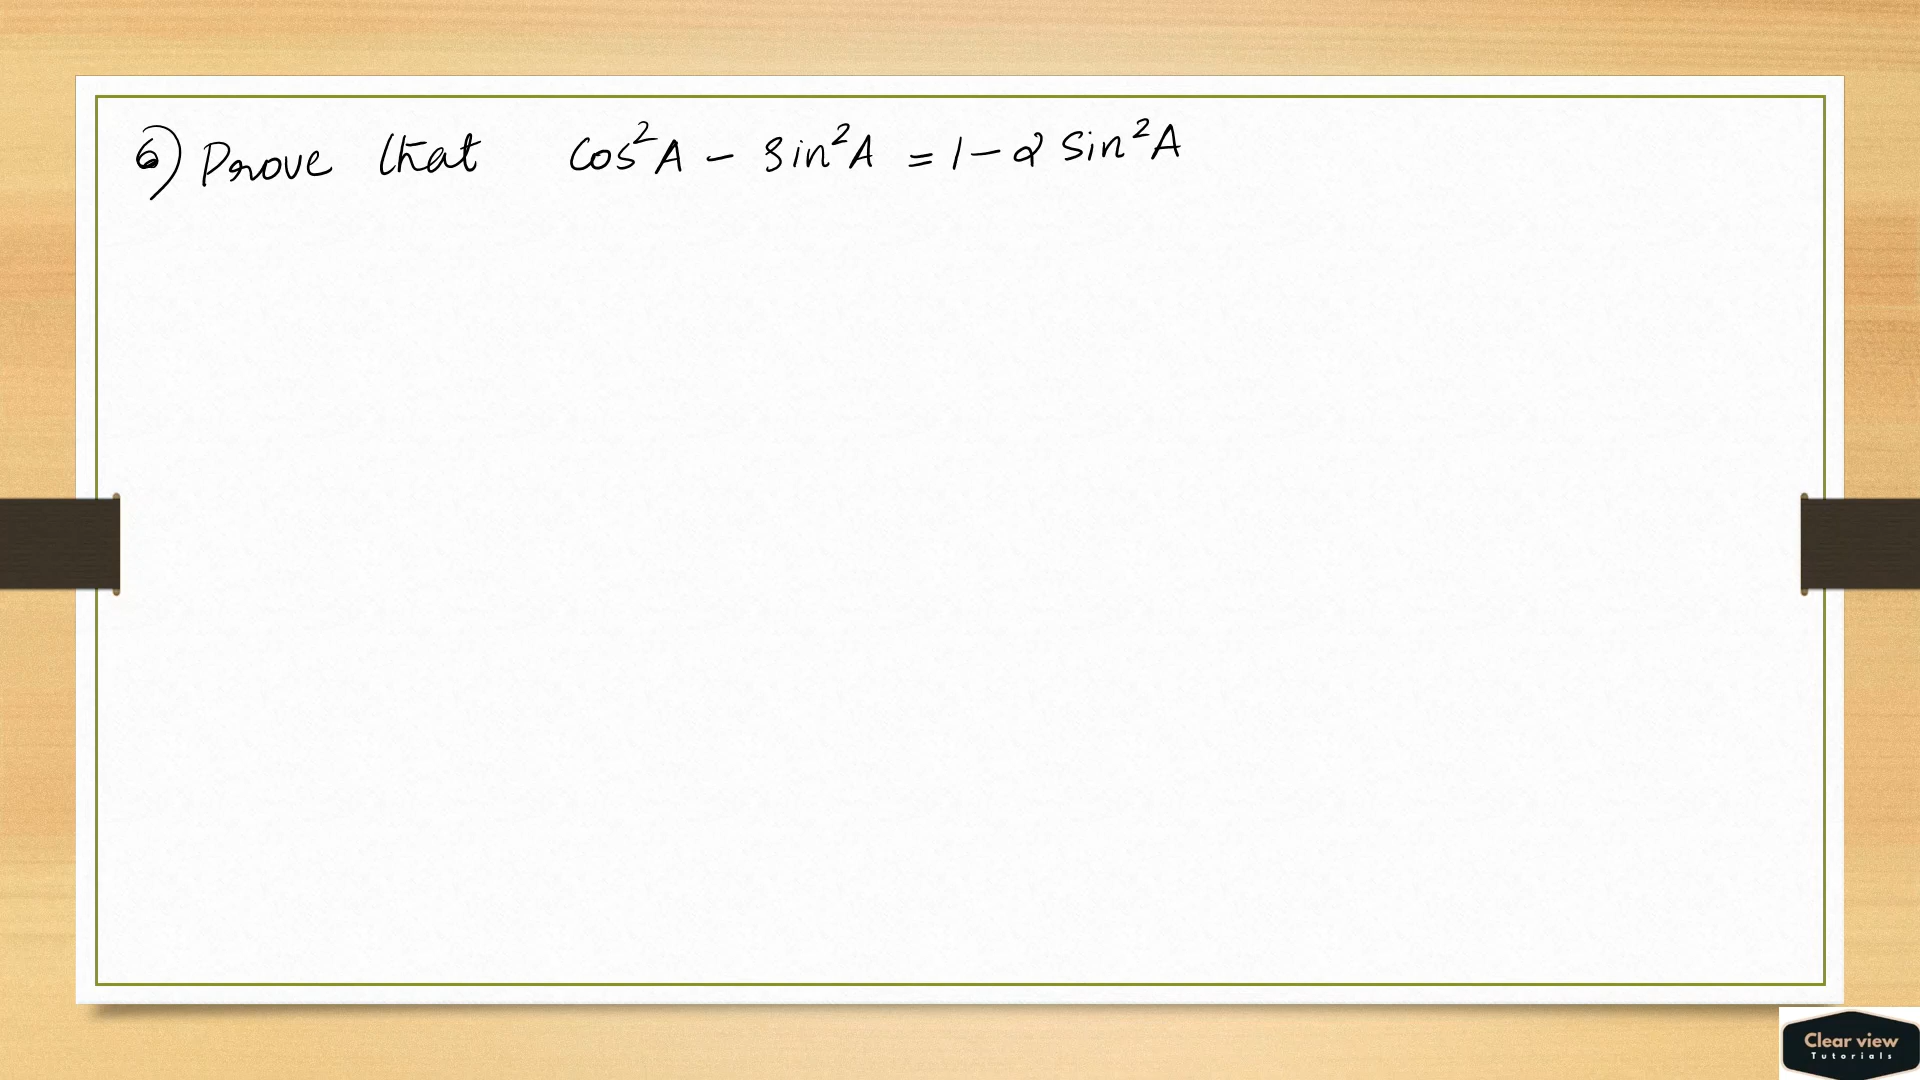 6) Prove that cos²A - sin²A = 1 - 2 sin²A
Clear view
Tutorials